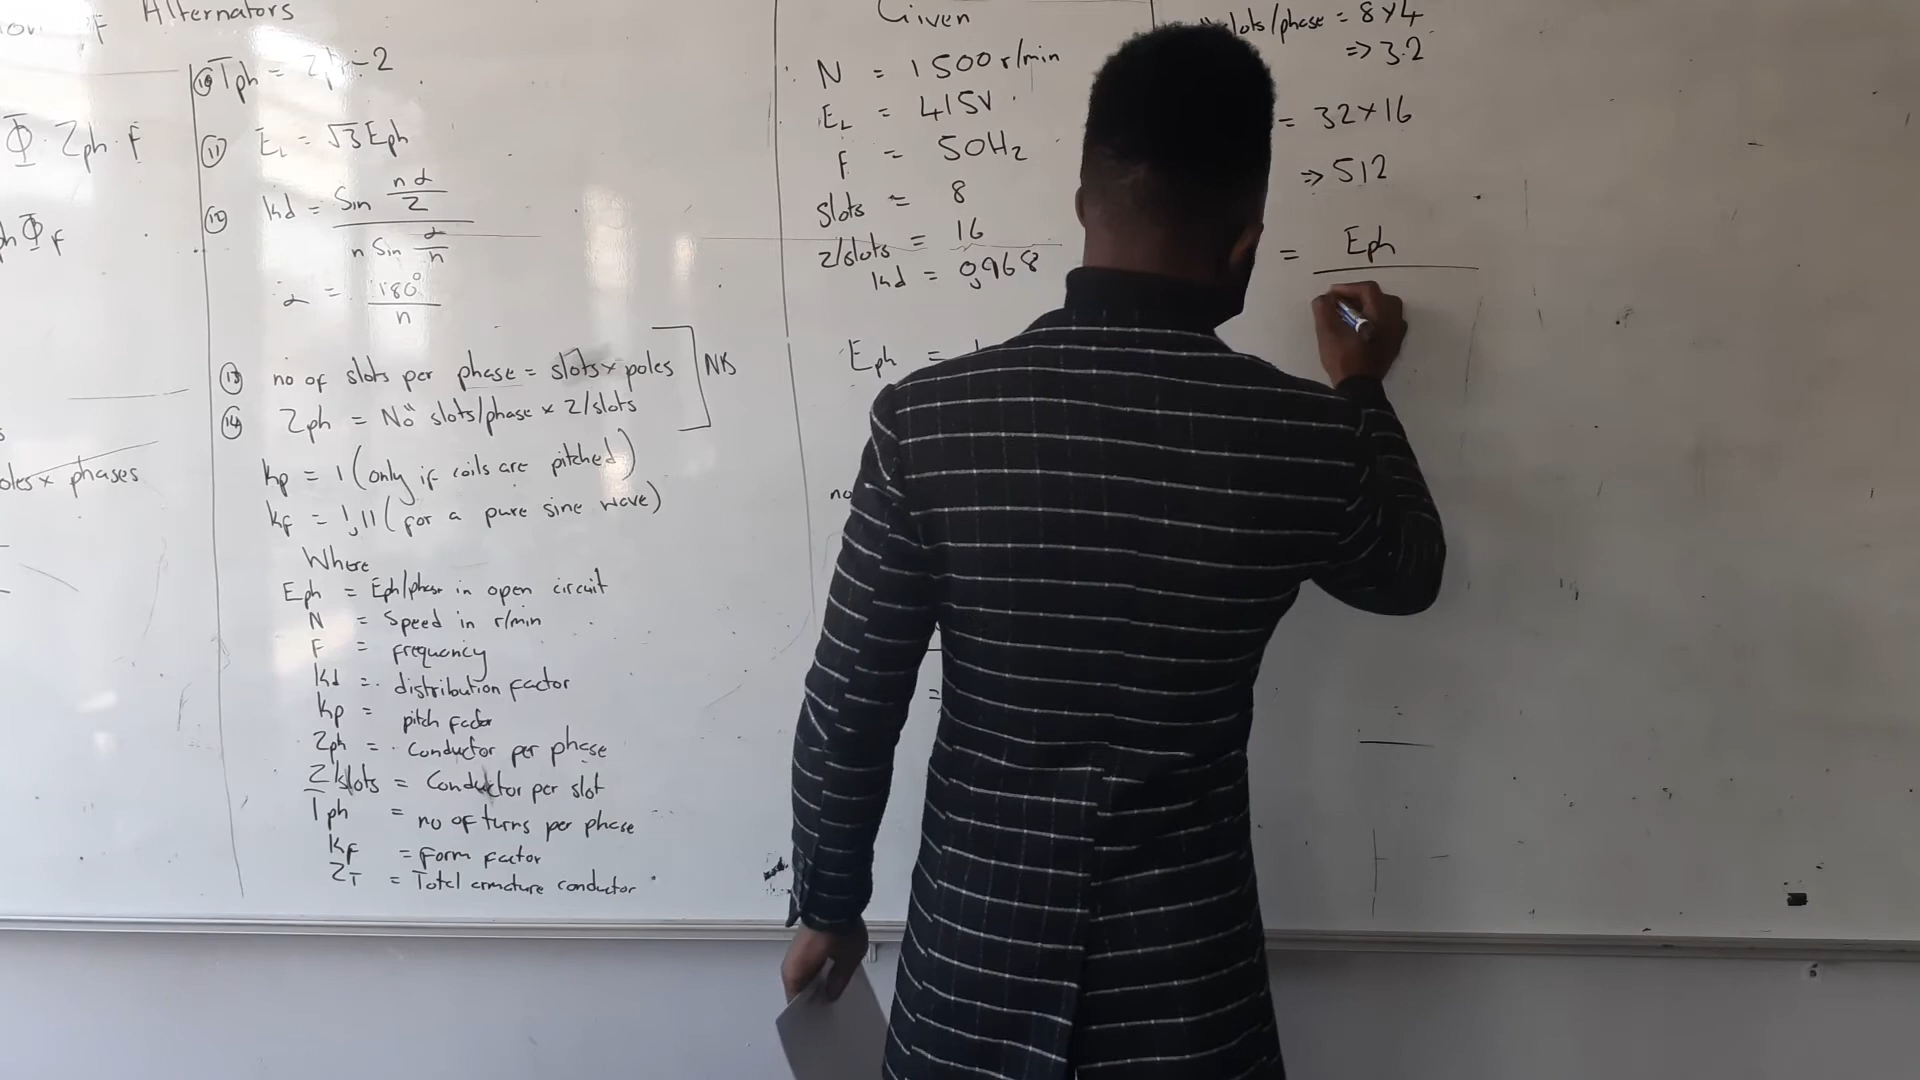 Alternators
Φ · Zph · f
hΦf
oles x phases
⑩ Tph = Z ÷ 2
⑪ EL = √3 Eph
⑫ kd = Sin nα/2
n Sin α/n
α = 180°/n
⑬ no of slots per phase = slots x poles ] NB
⑭ Zph = No slots/phase x Z/slots
kp = 1 (only if coils are pitched)
kf = 1,11 (for a pure sine wave)
Where
Eph = Eph/phase in open circuit
N = Speed in r/min
F = frequency
kd = distribution factor
kp = pitch factor
Zph = Conductor per phase
Z/slots = Conductor per slot
Tph = no of turns per phase
kf = form factor
ZT = Total armature conductor
Given
N = 1500 r/min
EL = 415V
f = 50Hz
slots = 8
Z/slots = 16
kd = 0,968
Eph =
no
=
slots/phase = 8 x 4
=> 32
= 32 x 16
=> 512
= Eph